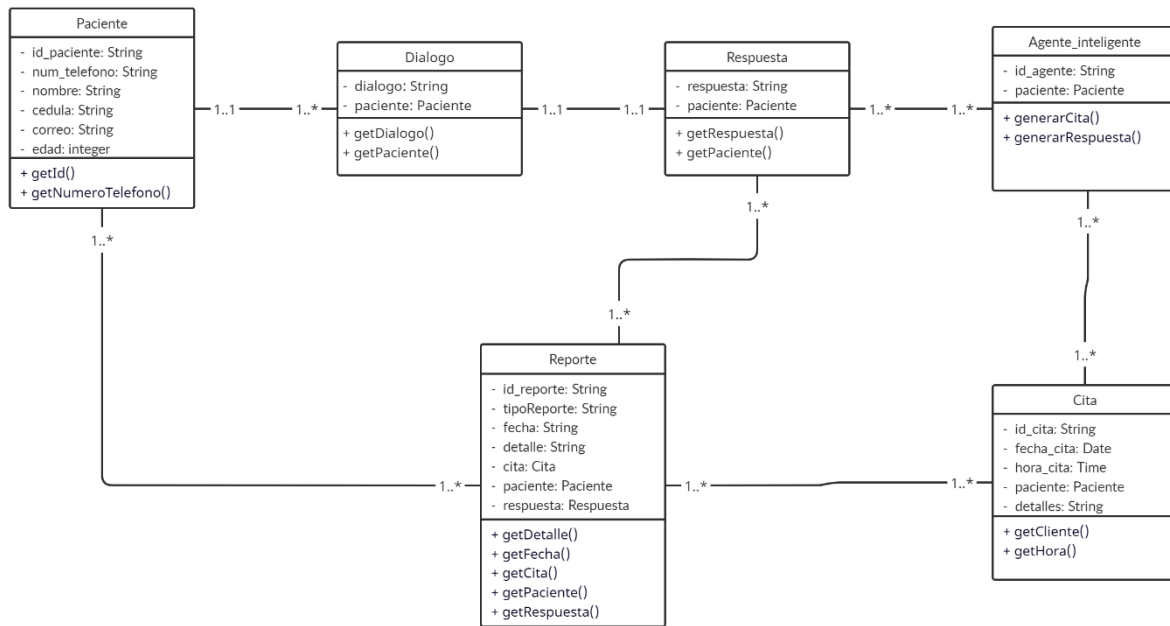 Paciente
- id_paciente: String
- num_telefono: String
- nombre: String
- cedula: String
- correo: String
- edad: integer
+ getId()
+ getNumeroTelefono()
1..1
1..*
Dialogo
- dialogo: String
- paciente: Paciente
+ getDialogo()
+ getPaciente()
1..1
1..1
Respuesta
- respuesta: String
- paciente: Paciente
+ getRespuesta()
+ getPaciente()
1..*
1..*
Agente_inteligente
- id_agente: String
- paciente: Paciente
+ generarCita()
+ generarRespuesta()
1..*
1..*
1..*
1..*
1..*
1..*
Reporte
- id_reporte: String
- tipoReporte: String
- fecha: String
- detalle: String
- cita: Cita
- paciente: Paciente
- respuesta: Respuesta
+ getDetalle()
+ getFecha()
+ getCita()
+ getPaciente()
+ getRespuesta()
1..*
1..*
Cita
- id_cita: String
- fecha_cita: Date
- hora_cita: Time
- paciente: Paciente
- detalles: String
+ getCliente()
+ getHora()